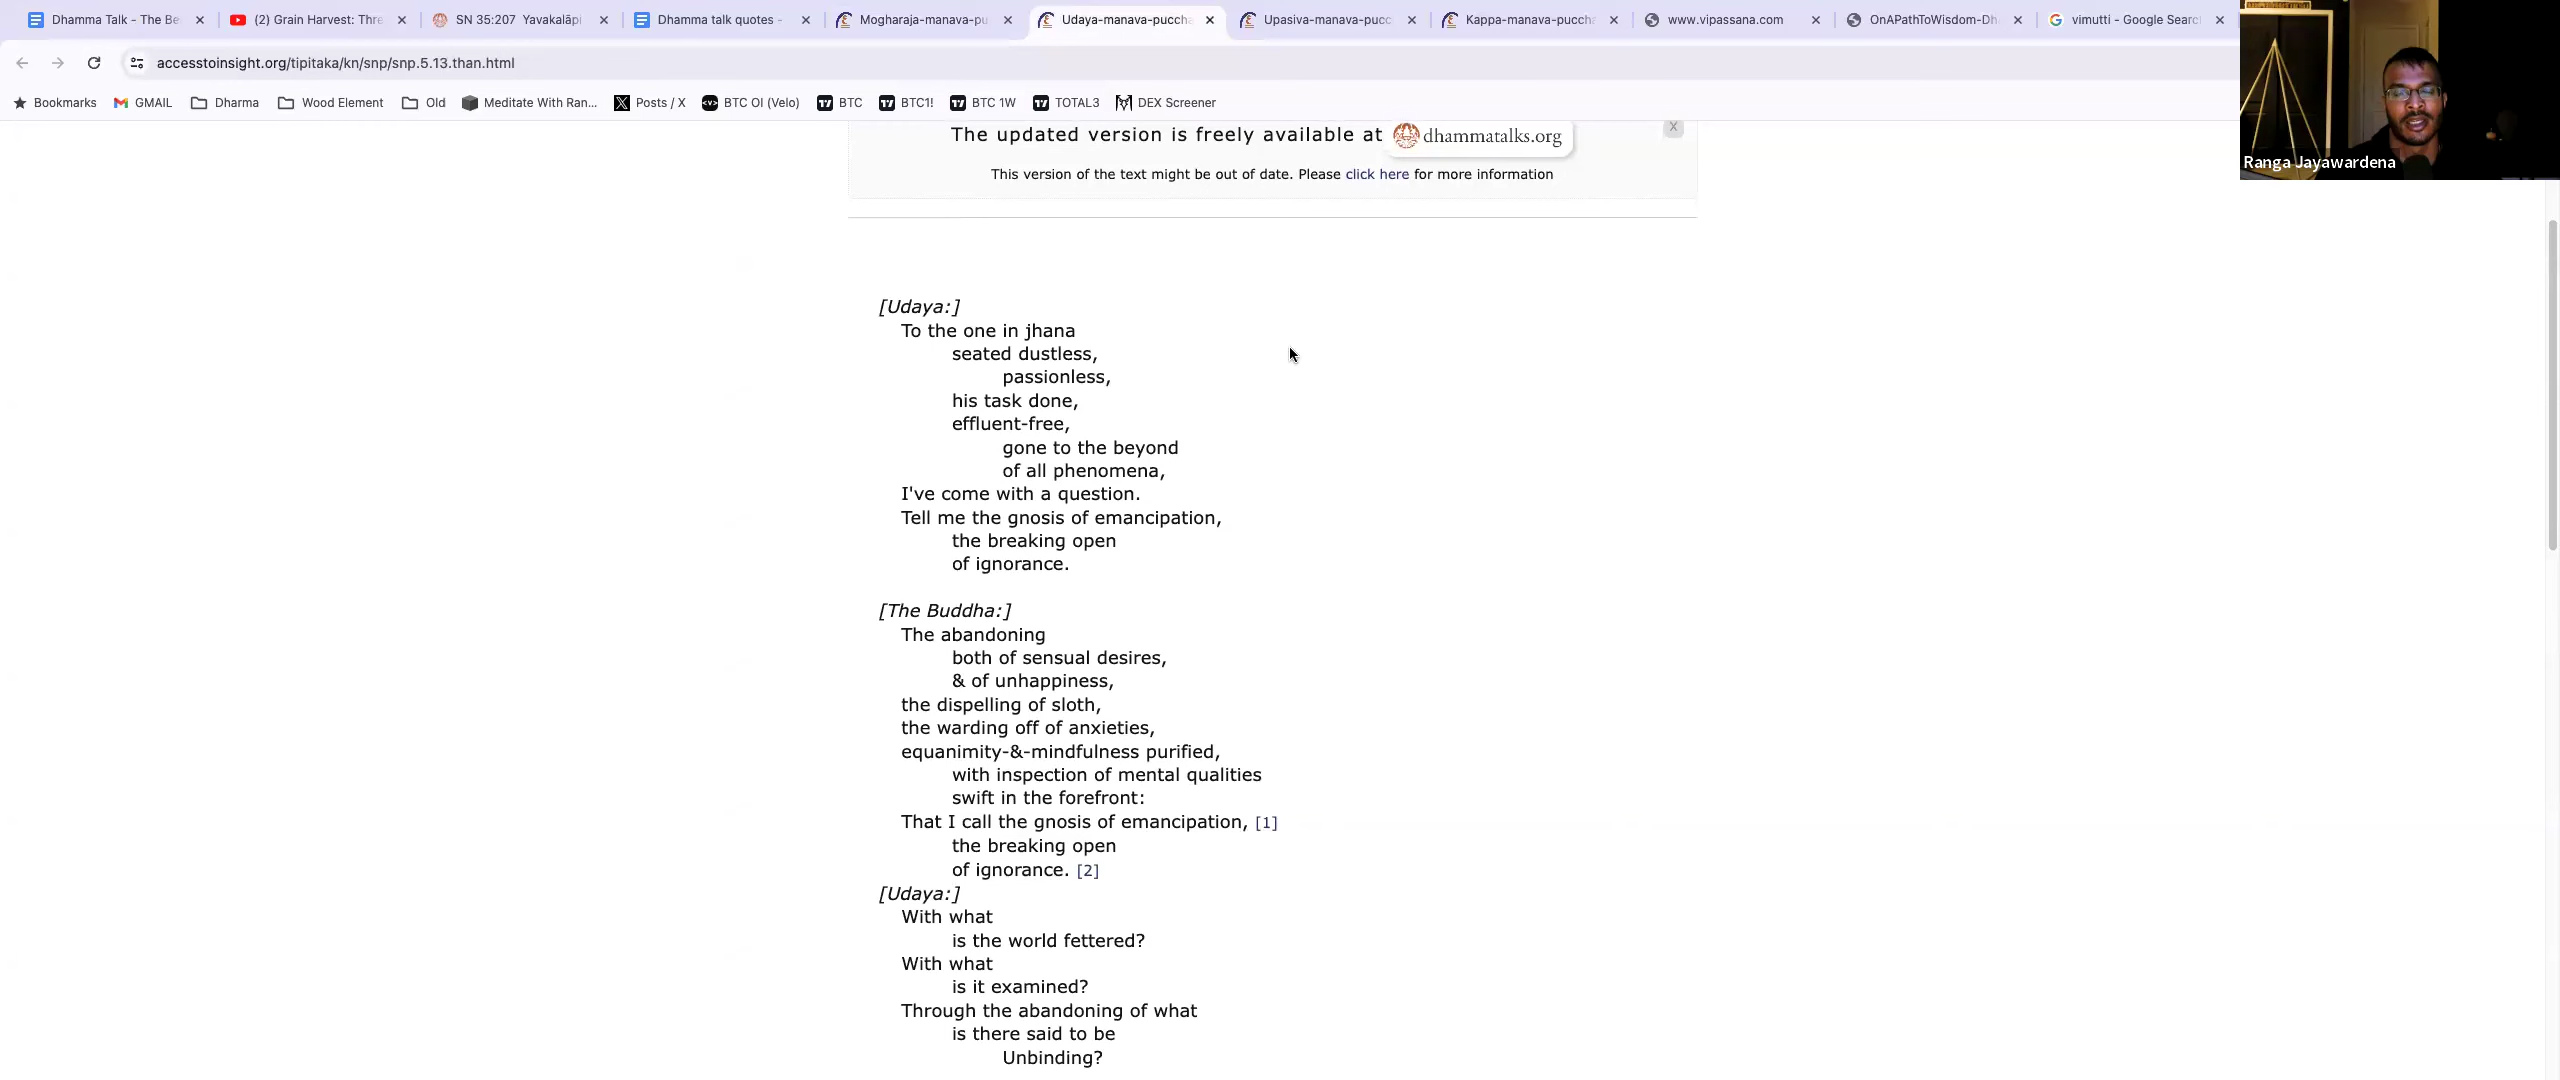 Dhamma Talk - The Be
(2) Grain Harvest: Thre
SN 35:207 Yavakalāpi
Dhamma talk quotes -
Mogharaja-manava-pu
Udaya-manava-puccha
Upasiva-manava-pucc
Kappa-manava-puccha
www.vipassana.com
OnAPathToWisdom-Dh
vimutti - Google Search
accesstoinsight.org/tipitaka/kn/snp/snp.5.13.than.html
Bookmarks
GMAIL
Dharma
Wood Element
Old
Meditate With Ran...
Posts / X
BTC OI (Velo)
BTC
BTC1!
BTC 1W
TOTAL3
DEX Screener
Ranga Jayawardena
The updated version is freely available at dhammatalks.org
X
This version of the text might be out of date. Please click here for more information
[Udaya:]
To the one in jhana
seated dustless,
passionless,
his task done,
effluent-free,
gone to the beyond
of all phenomena,
I've come with a question.
Tell me the gnosis of emancipation,
the breaking open
of ignorance.
[The Buddha:]
The abandoning
both of sensual desires,
& of unhappiness,
the dispelling of sloth,
the warding off of anxieties,
equanimity-&-mindfulness purified,
with inspection of mental qualities
swift in the forefront:
That I call the gnosis of emancipation, [1]
the breaking open
of ignorance. [2]
[Udaya:]
With what
is the world fettered?
With what
is it examined?
Through the abandoning of what
is there said to be
Unbinding?